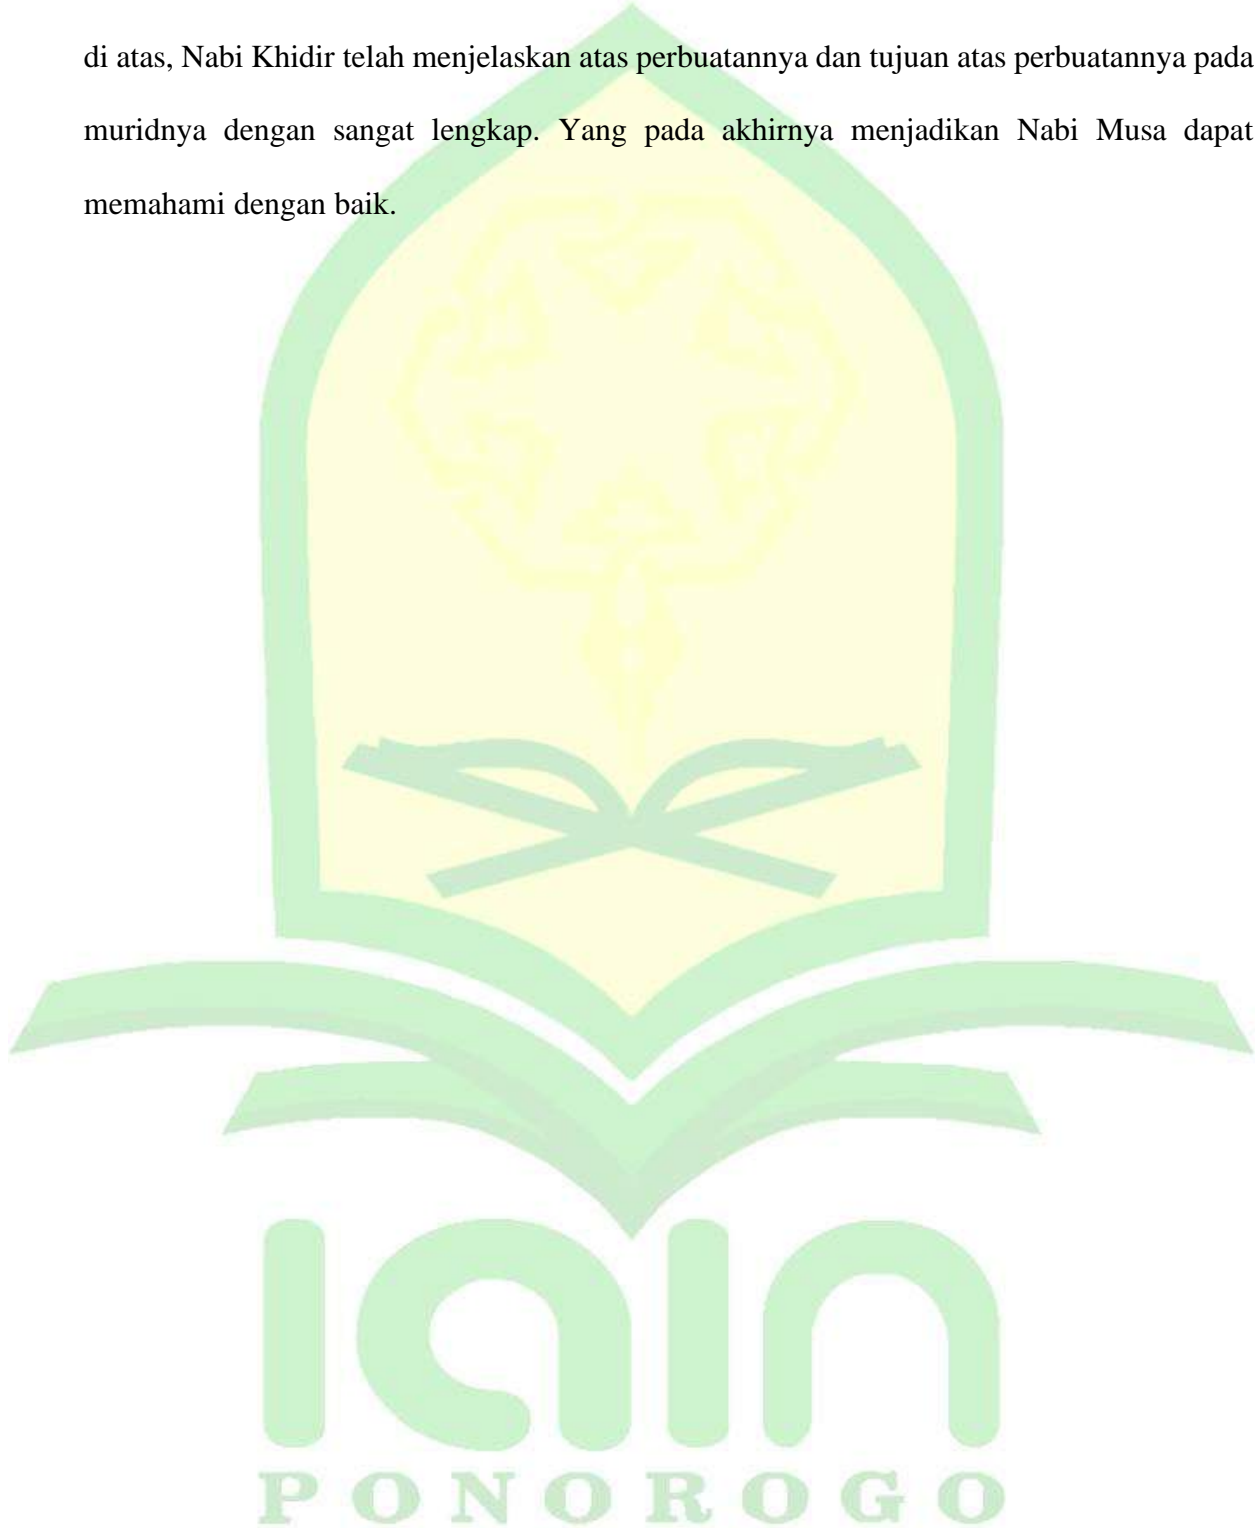 di atas, Nabi Khidir telah menjelaskan atas perbuatannya dan tujuan atas perbuatannya pada
muridnya dengan sangat lengkap. Yang pada akhirnya menjadikan Nabi Musa dapat
memahami dengan baik.
IAIN
PONOROGO